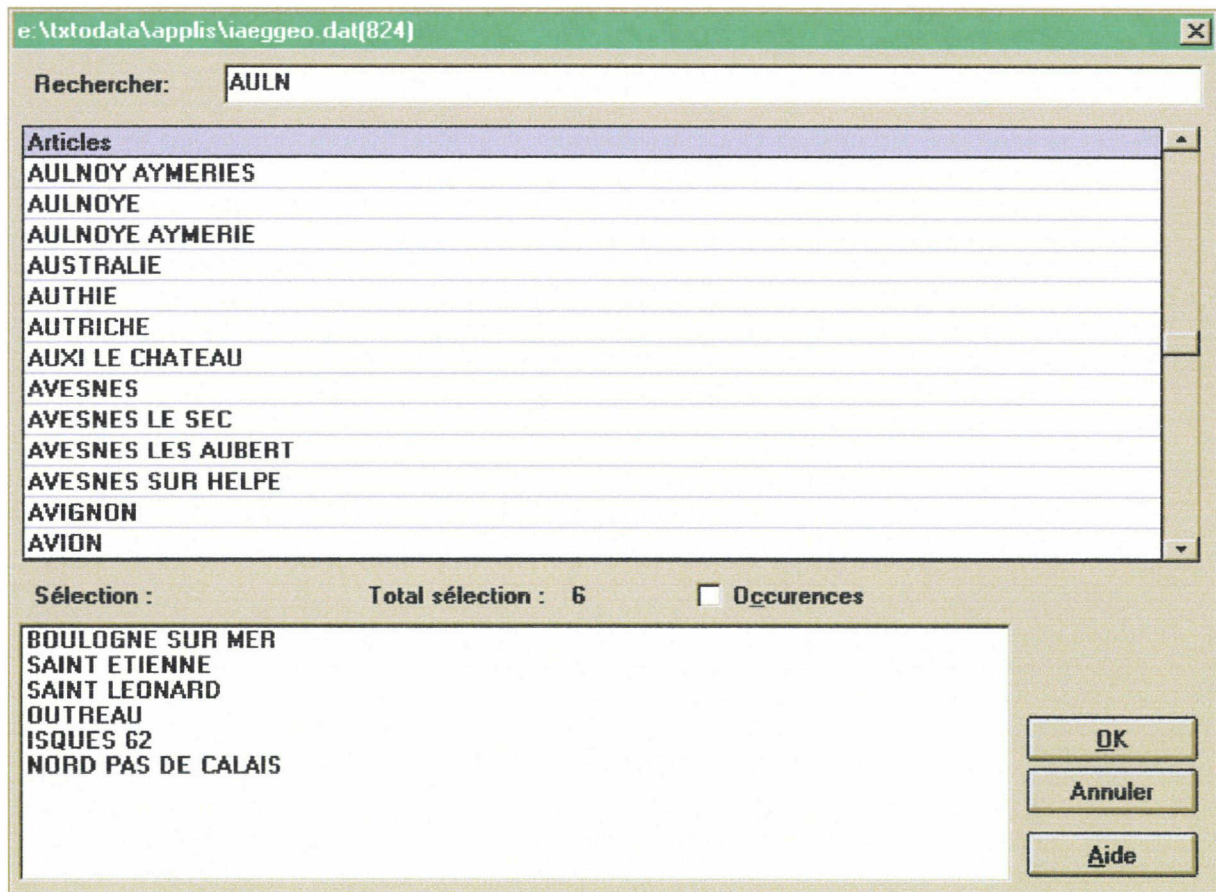 e:\txtodata\applis\iaeggeo.dat(824)
Rechercher: AULN
Articles
AULNOY AYMERIES
AULNOYE
AULNOYE AYMERIE
AUSTRALIE
AUTHIE
AUTRICHE
AUXI LE CHATEAU
AVESNES
AVESNES LE SEC
AVESNES LES AUBERT
AVESNES SUR HELPE
AVIGNON
AVION
Sélection : Total sélection : 6 Occurences
BOULOGNE SUR MER
SAINT ETIENNE
SAINT LEONARD
OUTREAU
ISQUES 62
NORD PAS DE CALAIS
OK
Annuler
Aide